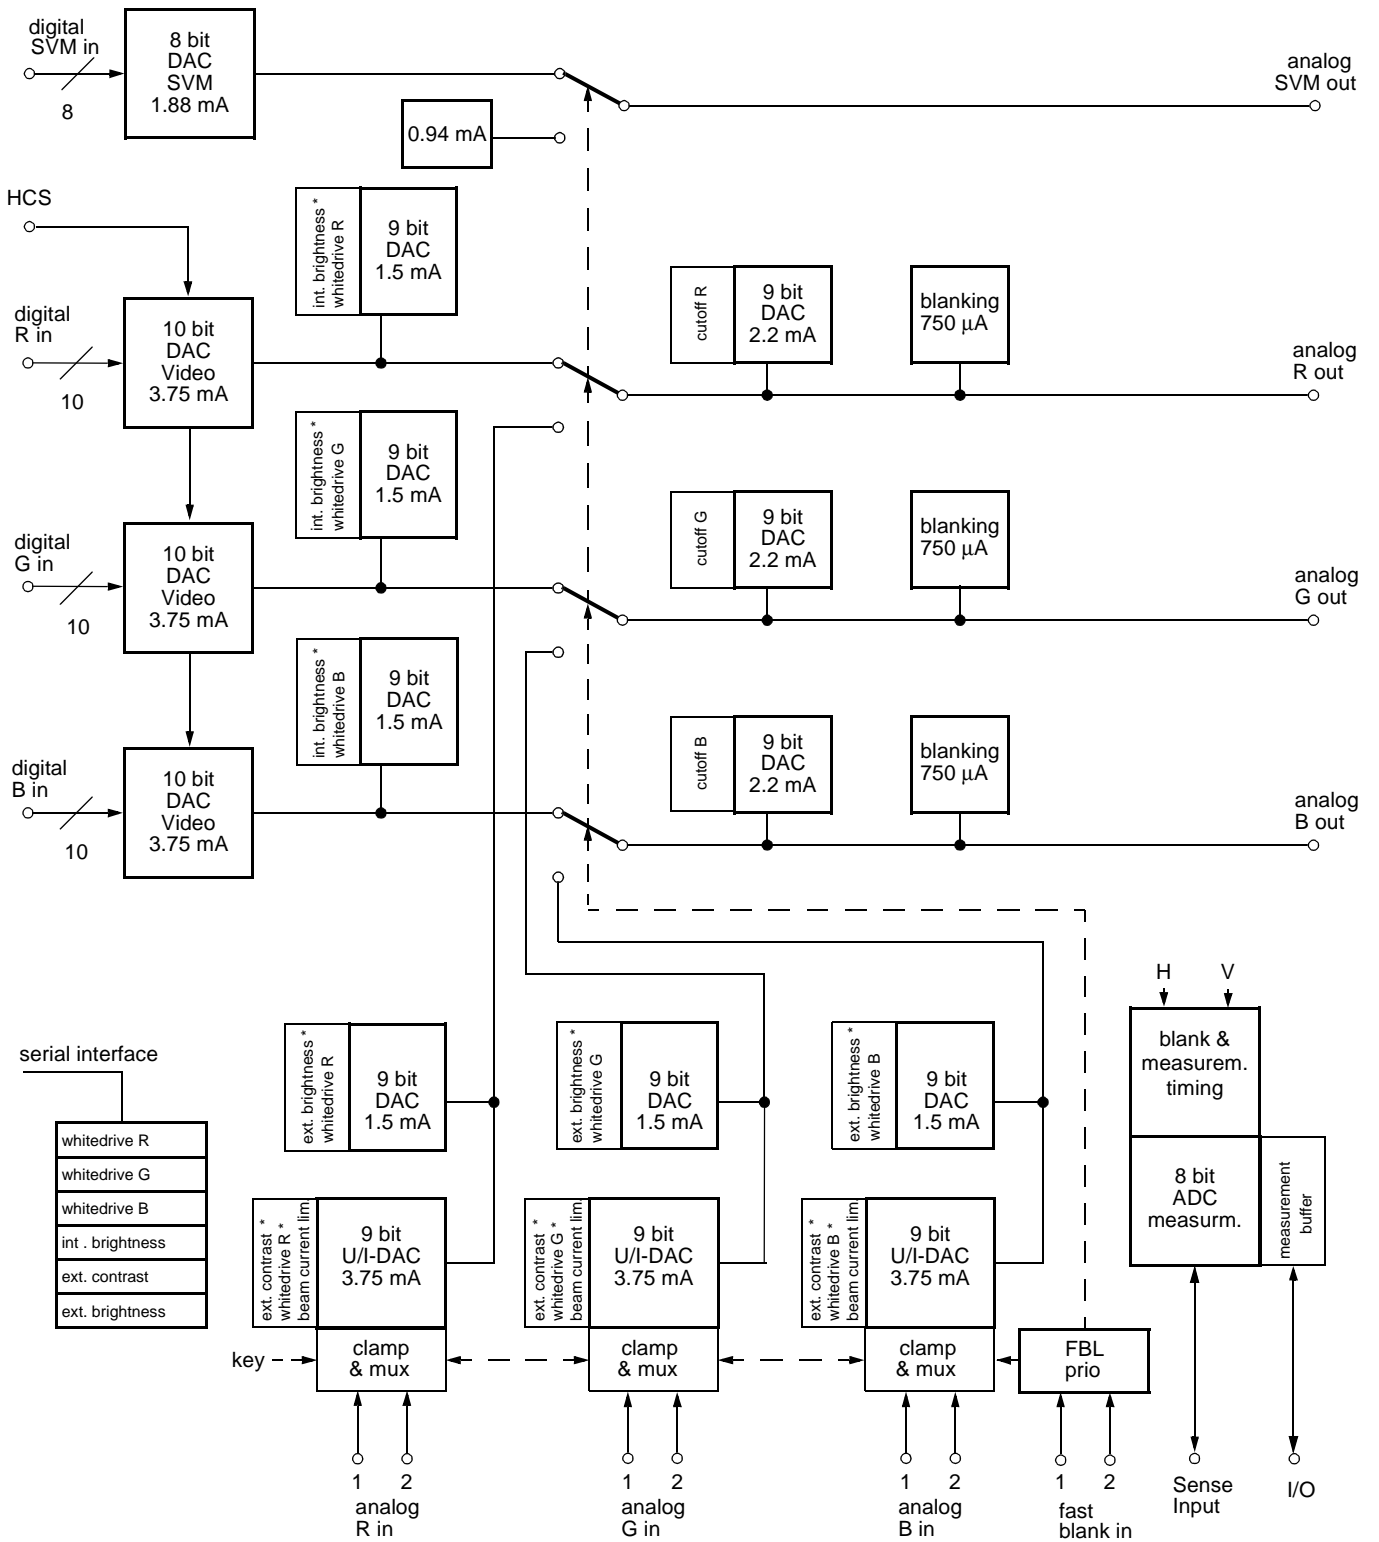 digital
SVM in
8
8 bit
DAC
SVM
1.88 mA
0.94 mA
analog
SVM out
HCS
int. brightness *
whitedrive R
9 bit
DAC
1.5 mA
digital
R in
10
10 bit
DAC
Video
3.75 mA
cutoff R
9 bit
DAC
2.2 mA
blanking
750 µA
analog
R out
int. brightness *
whitedrive G
9 bit
DAC
1.5 mA
digital
G in
10
10 bit
DAC
Video
3.75 mA
cutoff G
9 bit
DAC
2.2 mA
blanking
750 µA
analog
G out
int. brightness *
whitedrive B
9 bit
DAC
1.5 mA
digital
B in
10
10 bit
DAC
Video
3.75 mA
cutoff B
9 bit
DAC
2.2 mA
blanking
750 µA
analog
B out
serial interface
whitedrive R
whitedrive G
whitedrive B
int . brightness
ext. contrast
ext. brightness
ext. brightness *
whitedrive R
9 bit
DAC
1.5 mA
ext. brightness *
whitedrive G
9 bit
DAC
1.5 mA
ext. brightness *
whitedrive B
9 bit
DAC
1.5 mA
H
V
blank &
measurem.
timing
8 bit
ADC
measurm.
measurement
buffer
ext. contrast *
whitedrive R *
beam current lim.
9 bit
U/I-DAC
3.75 mA
ext. contrast *
whitedrive G *
beam current lim.
9 bit
U/I-DAC
3.75 mA
ext. contrast *
whitedrive B *
beam current lim.
9 bit
U/I-DAC
3.75 mA
key
clamp
& mux
clamp
& mux
clamp
& mux
FBL
prio
1
2
analog
R in
1
2
analog
G in
1
2
analog
B in
1
2
fast
blank in
Sense
Input
I/O